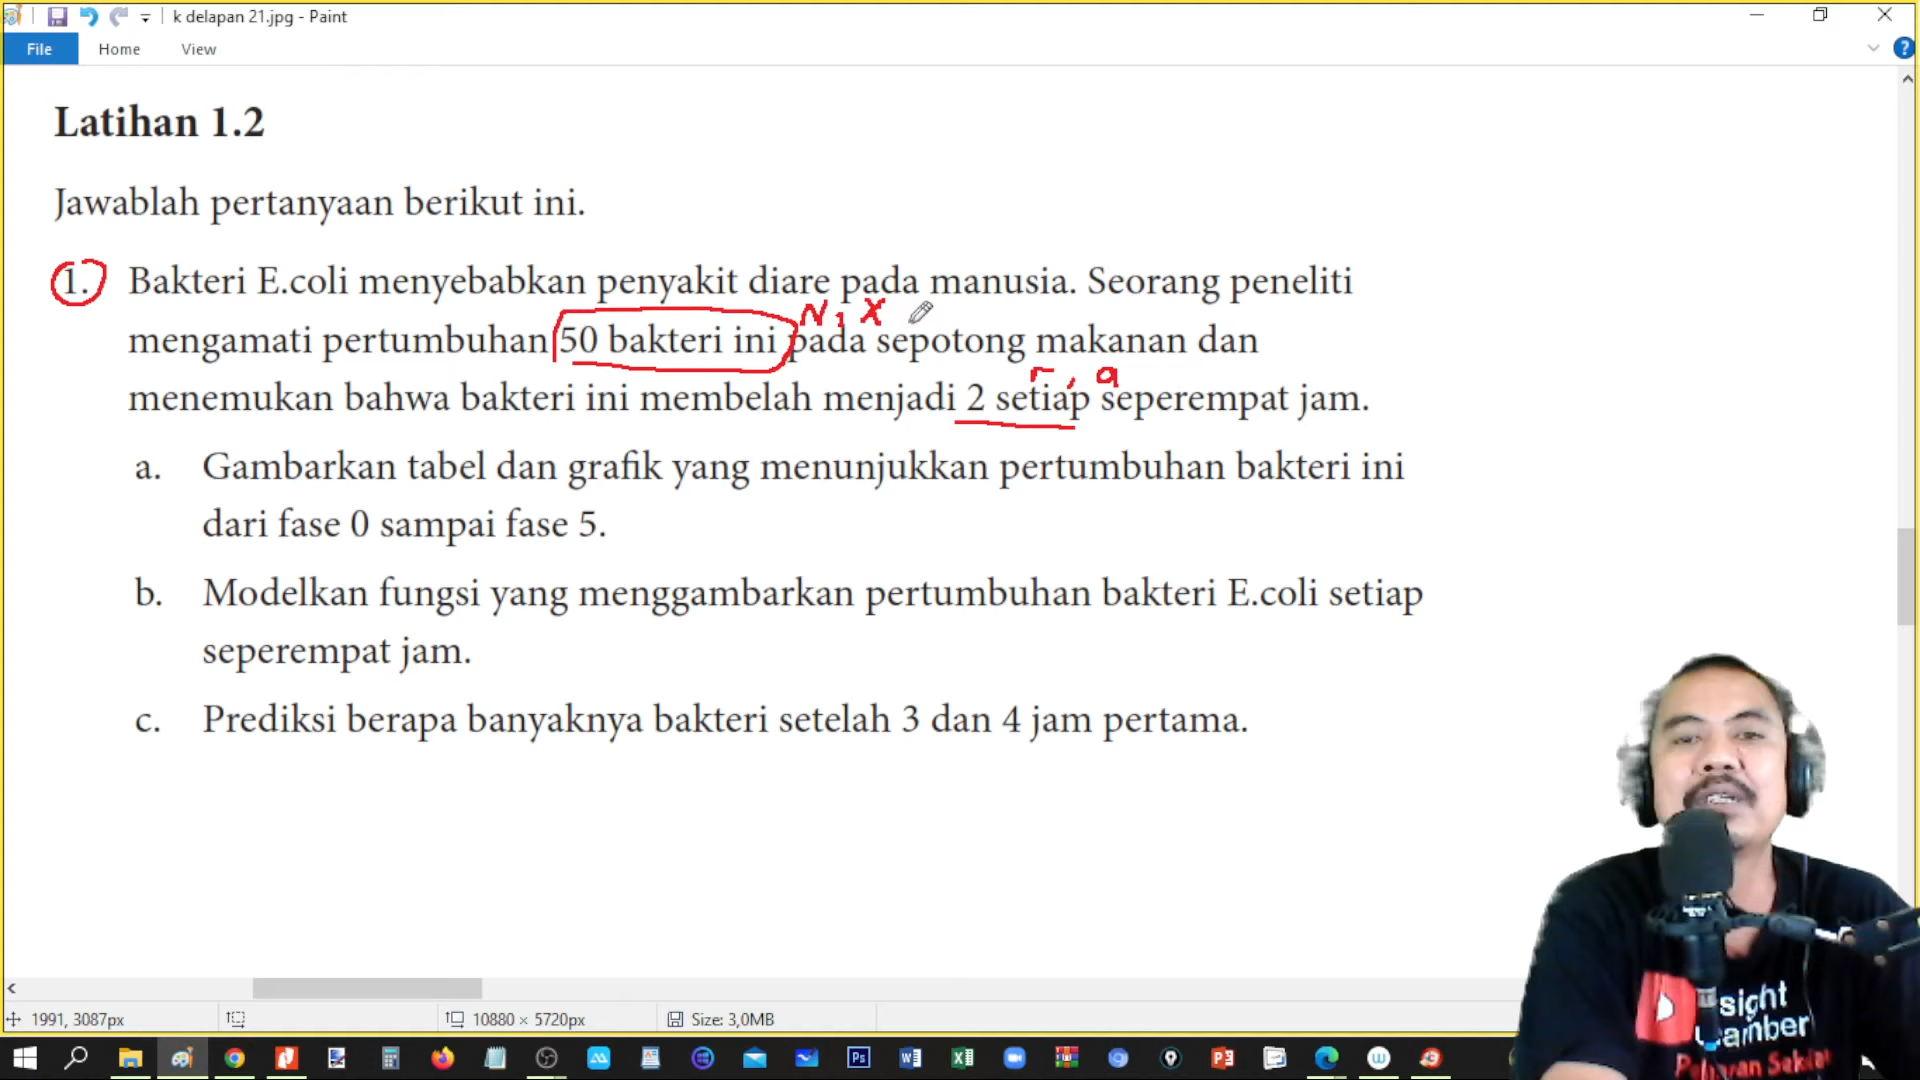 k delapan 21.jpg - Paint
File Home View
Latihan 1.2
Jawablah pertanyaan berikut ini.
1. Bakteri E.coli menyebabkan penyakit diare pada manusia. Seorang peneliti
N, X
mengamati pertumbuhan 50 bakteri ini pada sepotong makanan dan
r, a
menemukan bahwa bakteri ini membelah menjadi 2 setiap seperempat jam.
a. Gambarkan tabel dan grafik yang menunjukkan pertumbuhan bakteri ini
dari fase 0 sampai fase 5.
b. Modelkan fungsi yang menggambarkan pertumbuhan bakteri E.coli setiap
seperempat jam.
c. Prediksi berapa banyaknya bakteri setelah 3 dan 4 jam pertama.
1991, 3087px 10880 × 5720px Size: 3,0MB